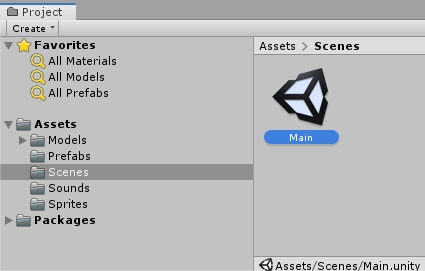 Project
Create
Favorites
All Materials
All Models
All Prefabs
Assets
Models
Prefabs
Scenes
Sounds
Sprites
Packages
Assets > Scenes
Main
Assets/Scenes/Main.unity